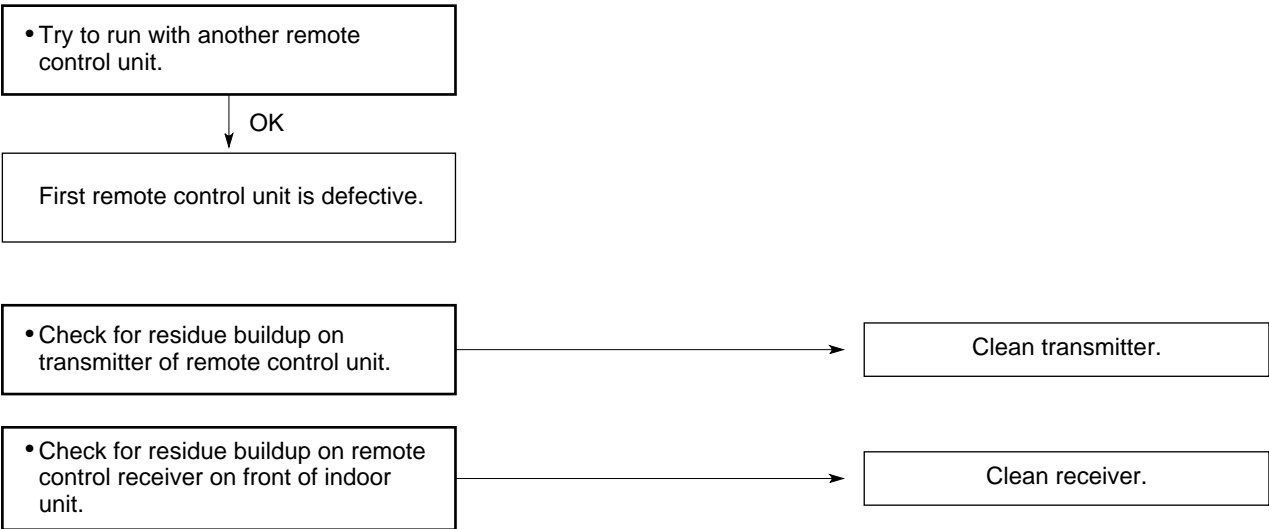 • Try to run with another remote
control unit.
OK
First remote control unit is defective.
• Check for residue buildup on
transmitter of remote control unit.
Clean transmitter.
• Check for residue buildup on remote
control receiver on front of indoor
unit.
Clean receiver.